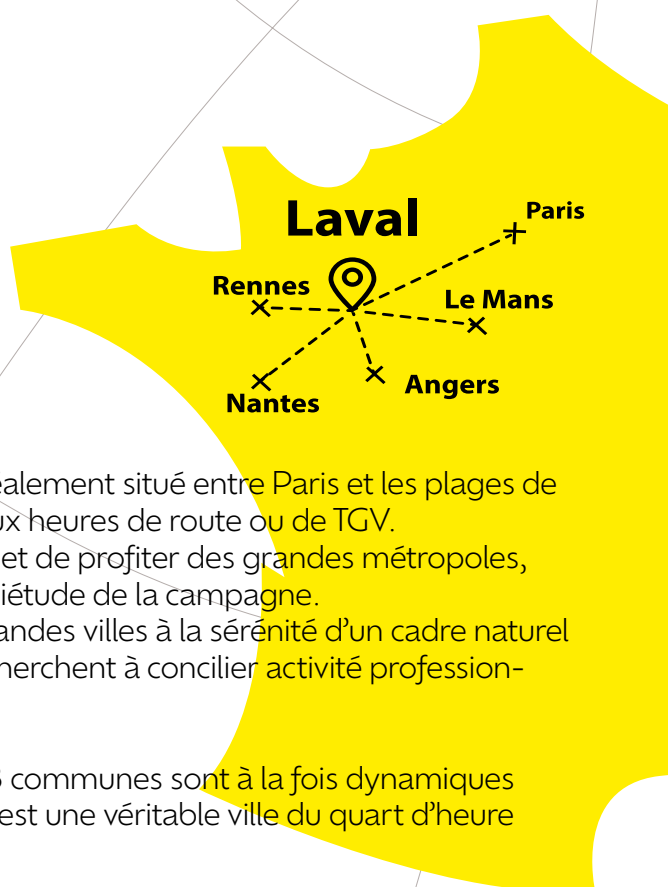 Laval
Paris
Rennes
Le Mans
Nantes
Angers
alement situé entre Paris et les plages de
ux heures de route ou de TGV.
et de profiter des grandes métropoles,
iétude de la campagne.
andes villes à la sérénité d’un cadre naturel
herchent à concilier activité profession-
communes sont à la fois dynamiques
est une véritable ville du quart d’heure